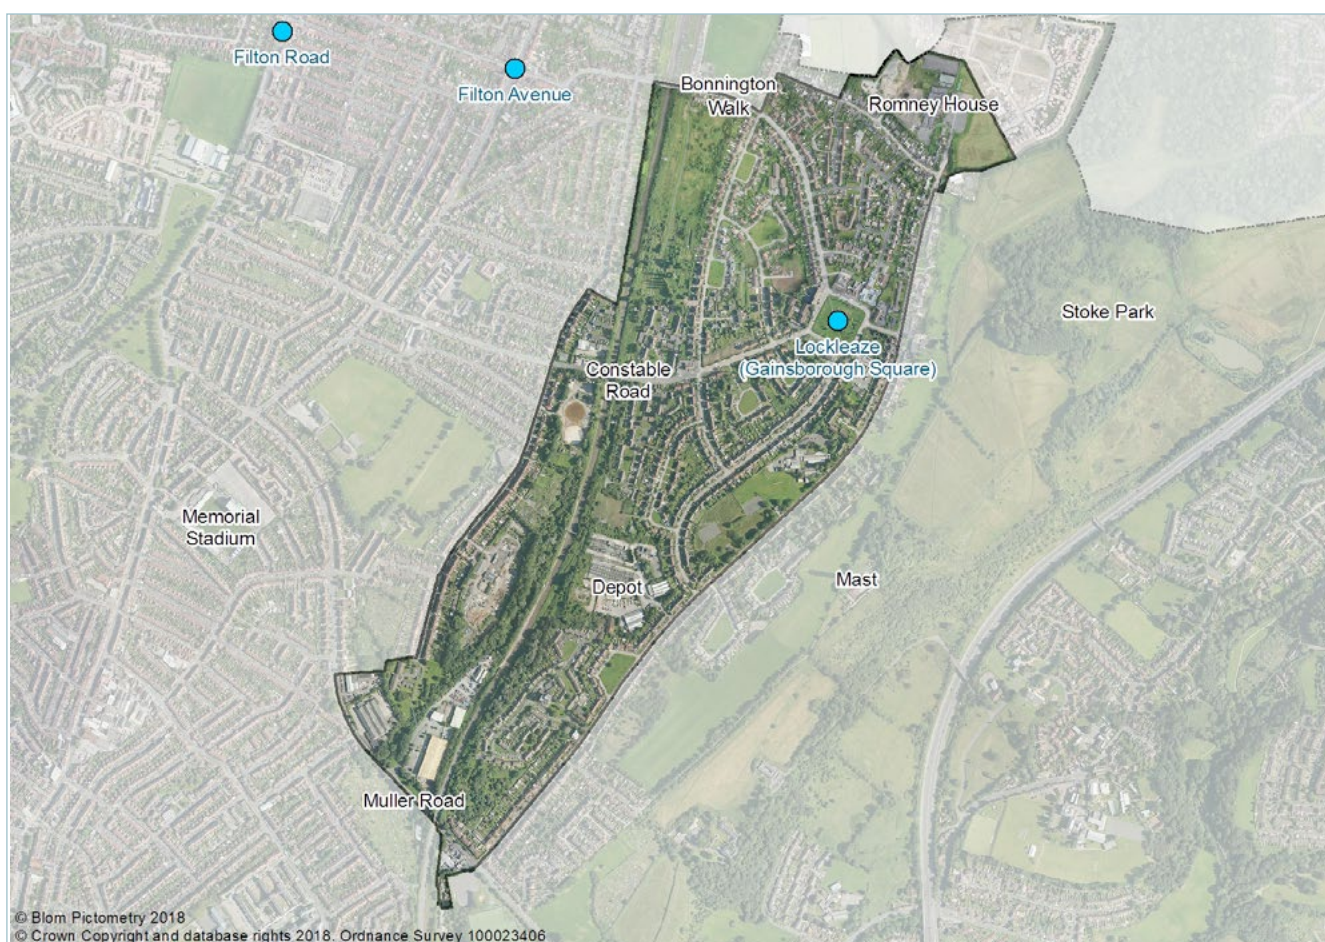 Filton Road
Filton Avenue
Bonnington
Walk
Romney House
Stoke Park
Lockleaze
(Gainsborough Square)
Constable
Road
Memorial
Stadium
Depot
Mast
Muller Road
© Blom Pictometry 2018
© Crown Copyright and database rights 2018. Ordnance Survey 100023406